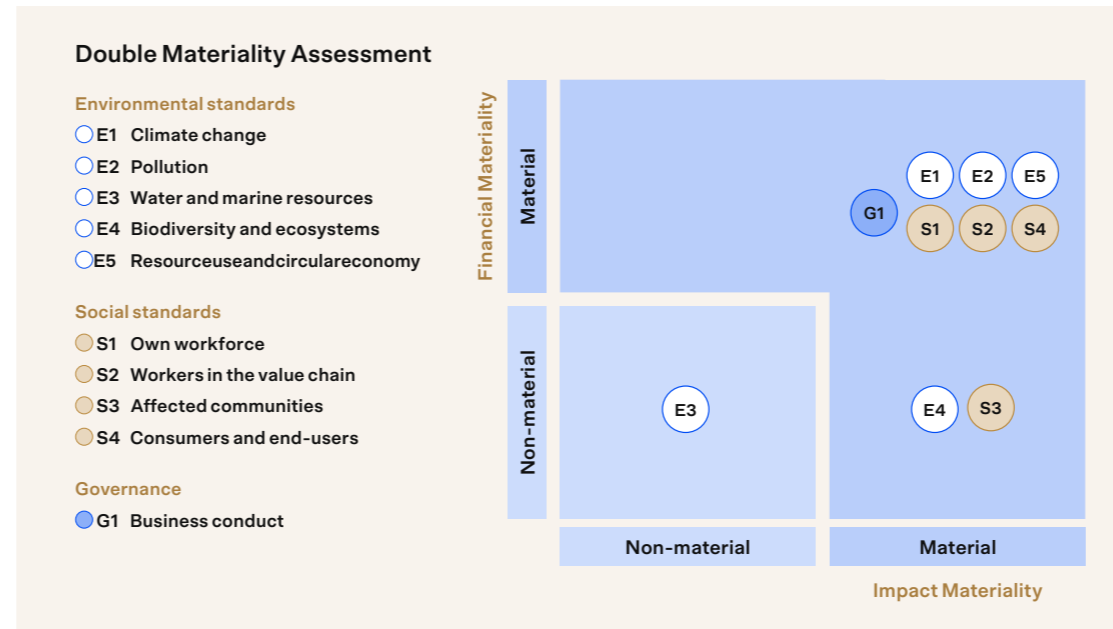 Double Materiality Assessment
Environmental standards
E1 Climate change
E2 Pollution
E3 Water and marine resources
E4 Biodiversity and ecosystems
E5 Resourceuseandcirculareconomy
Social standards
S1 Own workforce
S2 Workers in the value chain
S3 Affected communities
S4 Consumers and end-users
Governance
G1 Business conduct
Financial Materiality
Material
Non-material
E1 E2 E5
G1
S1 S2 S4
E3
E4 S3
Non-material
Material
Impact Materiality